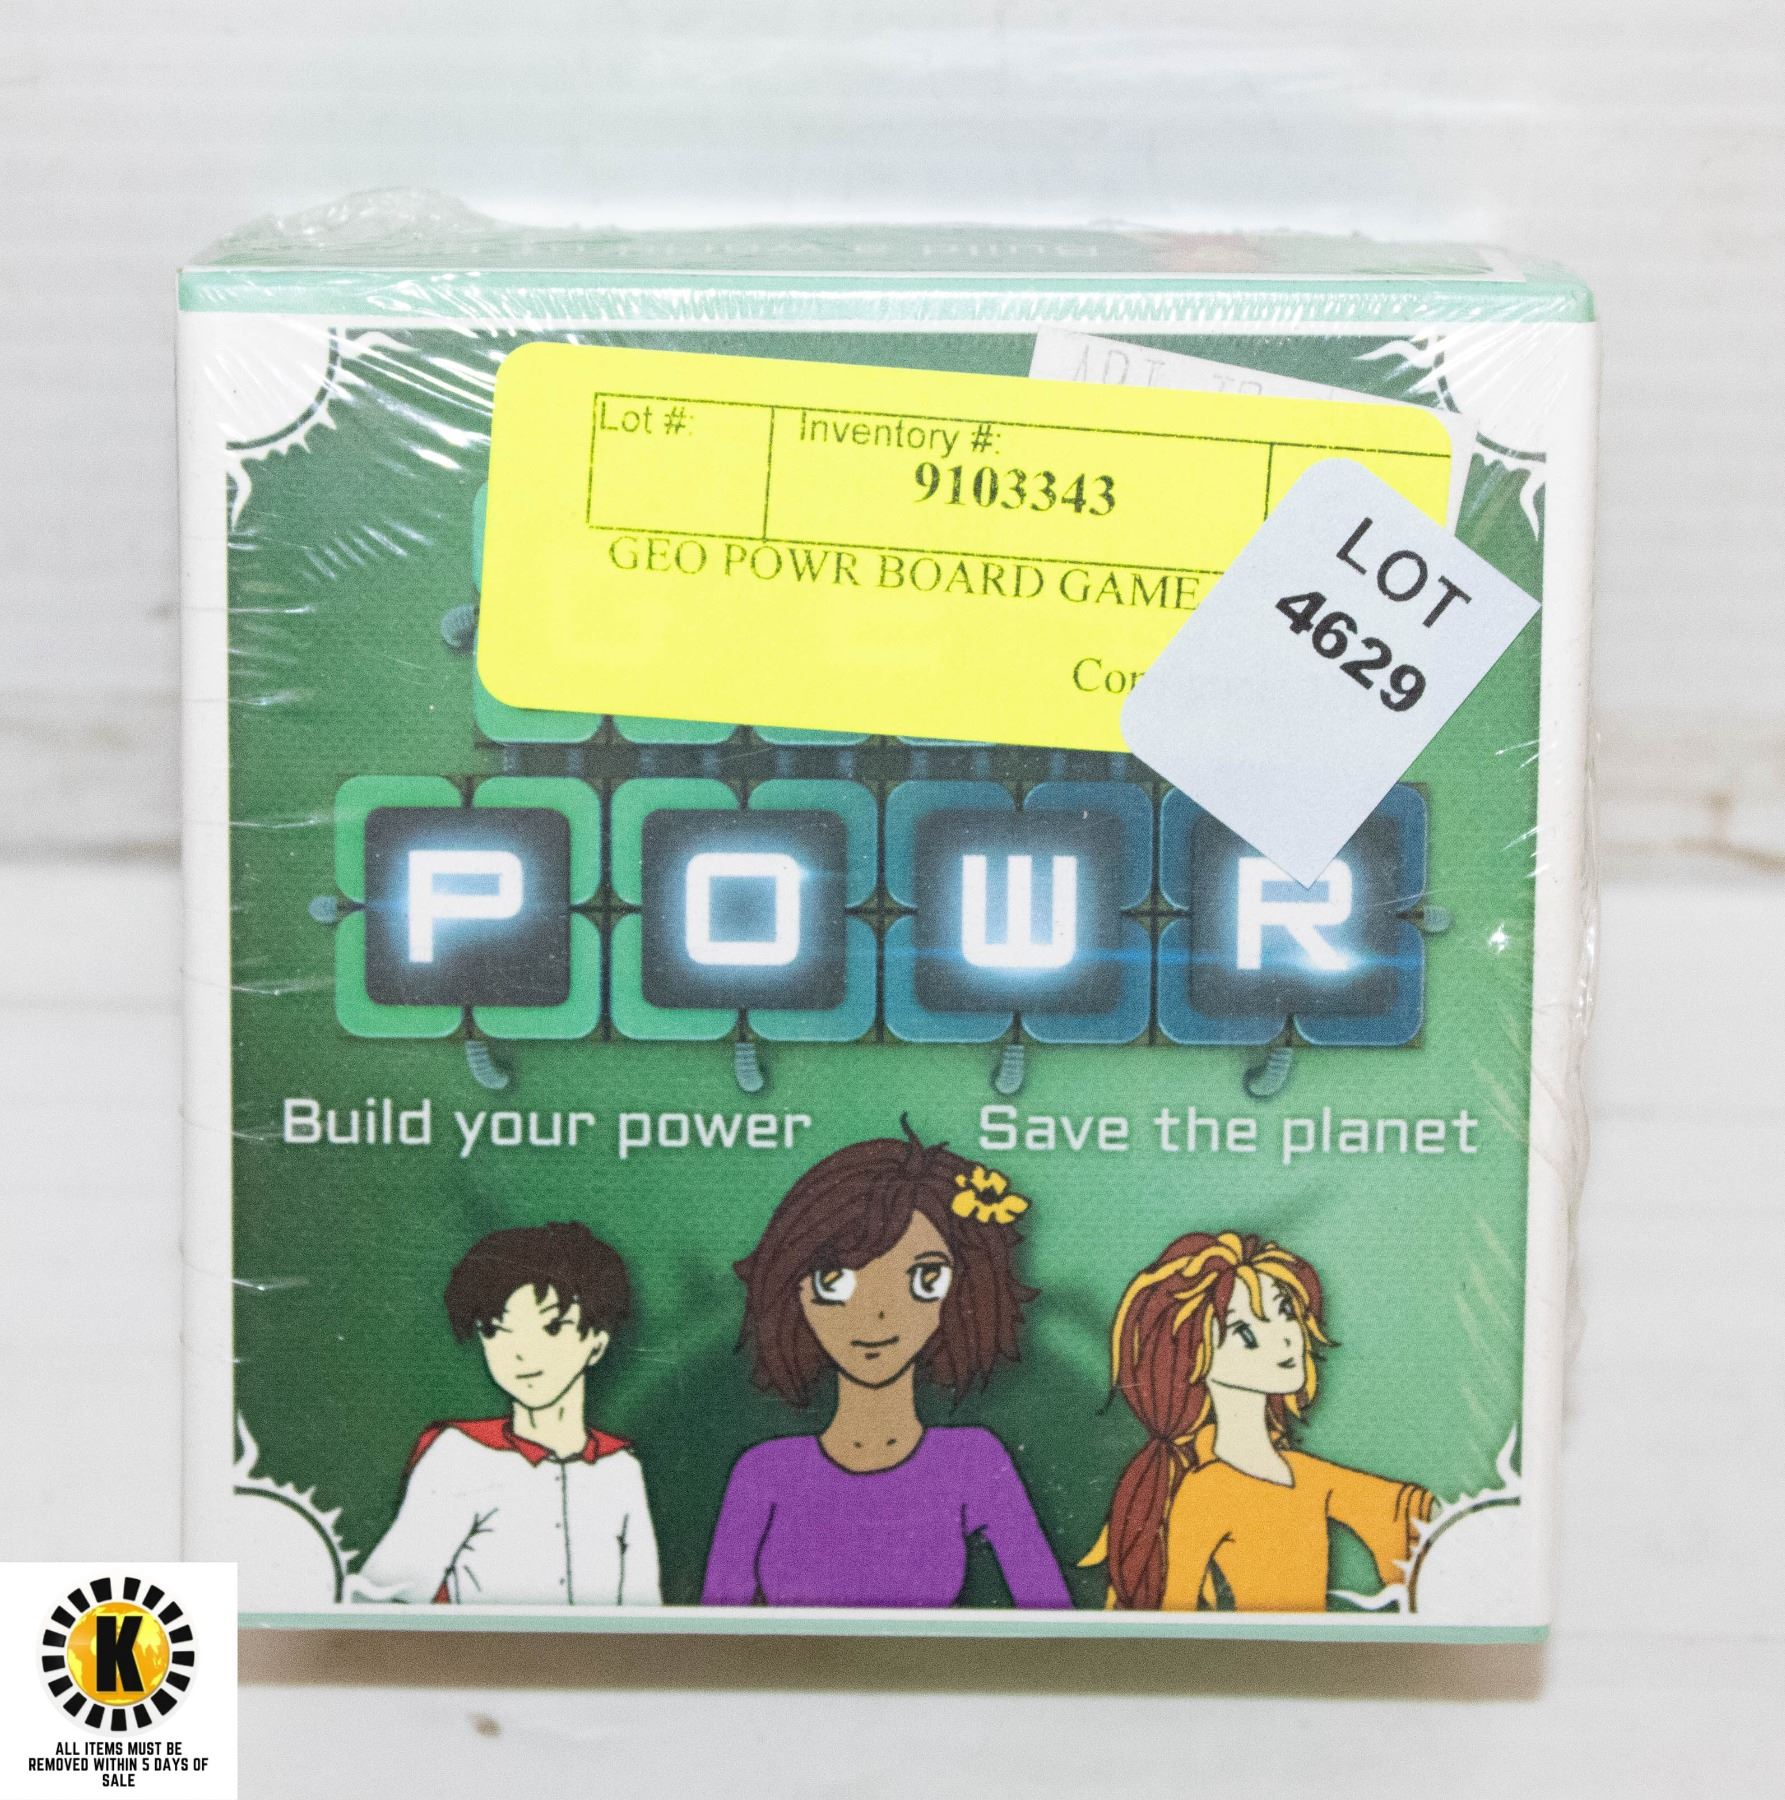 Build a
Lot #:
Inventory #:
9103343
GEO POWR BOARD GAME
LOT
4629
POWR
Build your power
Save the planet
K
ALL ITEMS MUST BE
REMOVED WITHIN 5 DAYS OF
SALE